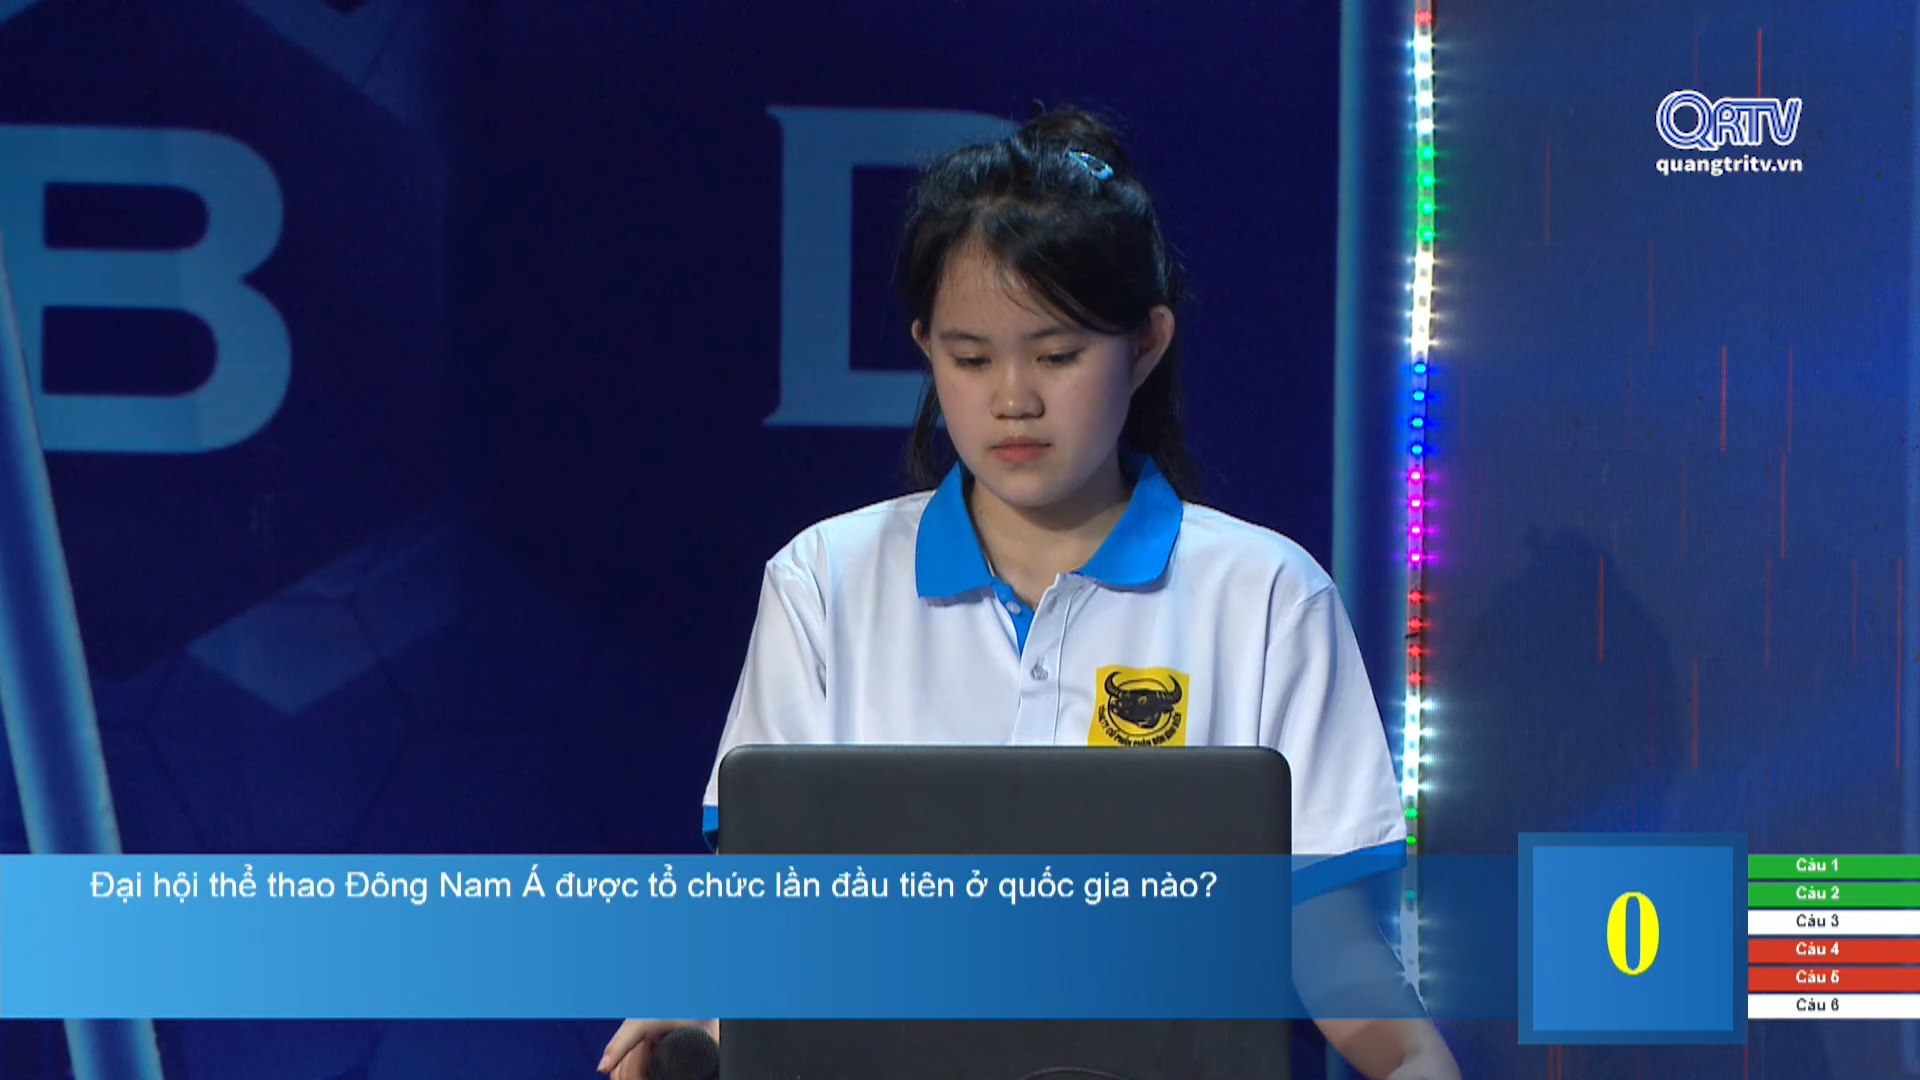 B
D
QRTV
quangtritv.vn
Đại hội thể thao Đông Nam Á được tổ chức lần đầu tiên ở quốc gia nào?
0
Câu 1
Câu 2
Câu 3
Câu 4
Câu 5
Câu 6